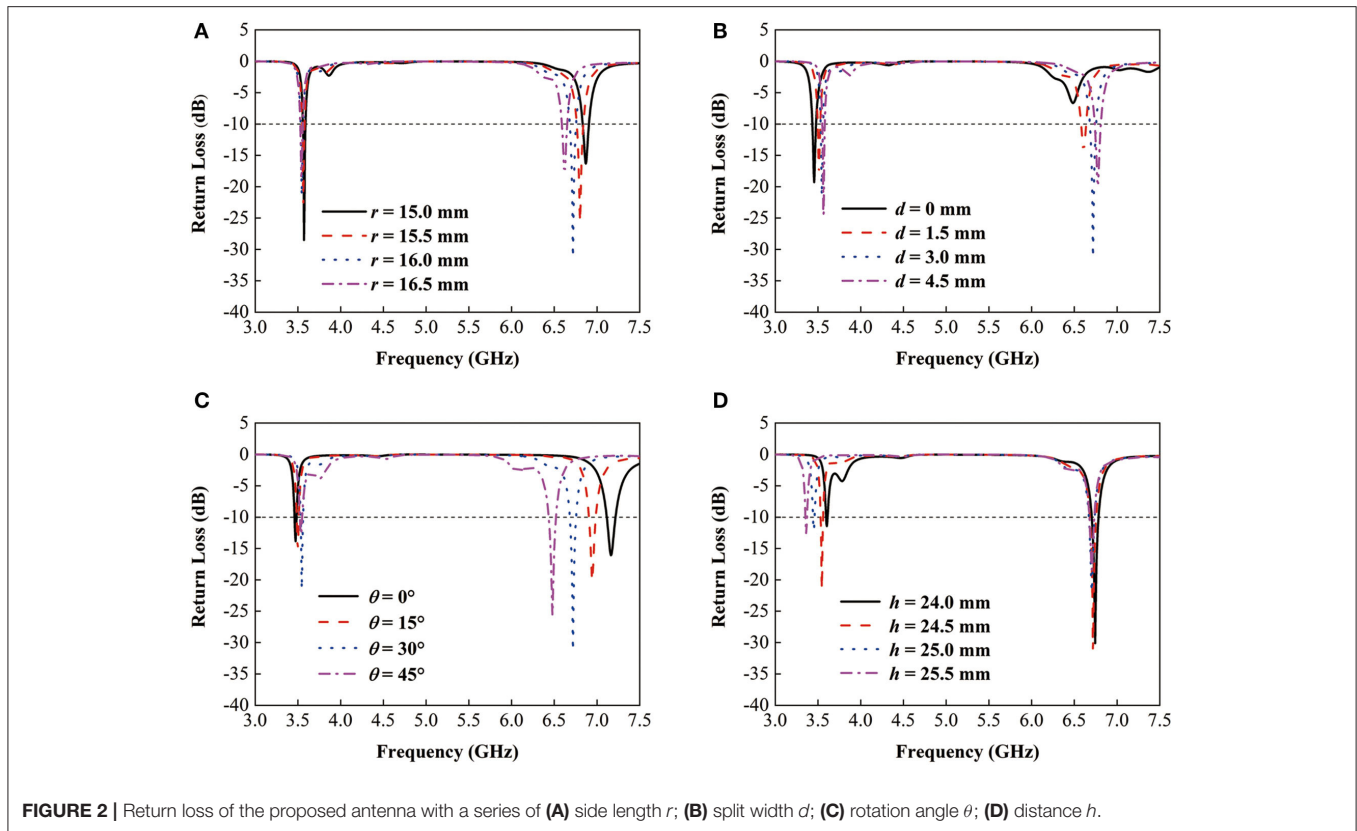 A
5
0
-5
-10
-15
-20
-25
-30
-35
-40
Return Loss (dB)
r = 15.0 mm
r = 15.5 mm
r = 16.0 mm
r = 16.5 mm
3.0 3.5 4.0 4.5 5.0 5.5 6.0 6.5 7.0 7.5
Frequency (GHz)
B
5
0
-5
-10
-15
-20
-25
-30
-35
-40
Return Loss (dB)
d = 0 mm
d = 1.5 mm
d = 3.0 mm
d = 4.5 mm
3.0 3.5 4.0 4.5 5.0 5.5 6.0 6.5 7.0 7.5
Frequency (GHz)
C
5
0
-5
-10
-15
-20
-25
-30
-35
-40
Return Loss (dB)
θ = 0°
θ = 15°
θ = 30°
θ = 45°
3.0 3.5 4.0 4.5 5.0 5.5 6.0 6.5 7.0 7.5
Frequency (GHz)
D
5
0
-5
-10
-15
-20
-25
-30
-35
-40
Return Loss (dB)
h = 24.0 mm
h = 24.5 mm
h = 25.0 mm
h = 25.5 mm
3.0 3.5 4.0 4.5 5.0 5.5 6.0 6.5 7.0 7.5
Frequency (GHz)
FIGURE 2 | Return loss of the proposed antenna with a series of (A) side length r; (B) split width d; (C) rotation angle θ; (D) distance h.